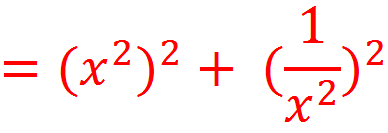 = (x²)² + (1/x²)²